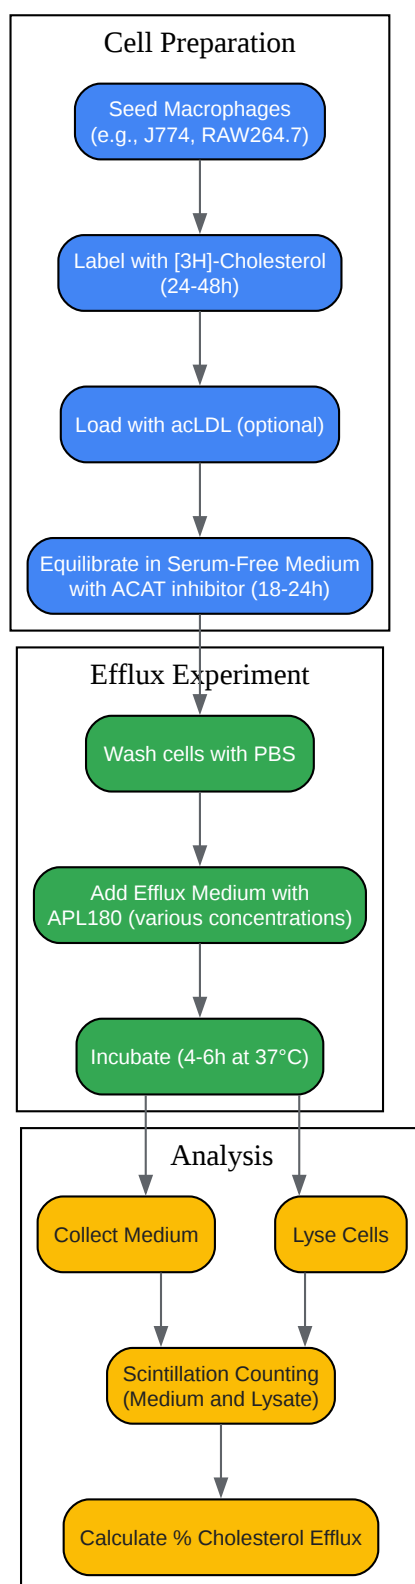 Cell Preparation
Seed Macrophages
(e.g., J774, RAW264.7)
Label with [3H]-Cholesterol
(24-48h)
Load with acLDL (optional)
Equilibrate in Serum-Free Medium
with ACAT inhibitor (18-24h)
Efflux Experiment
Wash cells with PBS
Add Efflux Medium with
APL180 (various concentrations)
Incubate (4-6h at 37°C)
Analysis
Collect Medium
Lyse Cells
Scintillation Counting
(Medium and Lysate)
Calculate % Cholesterol Efflux